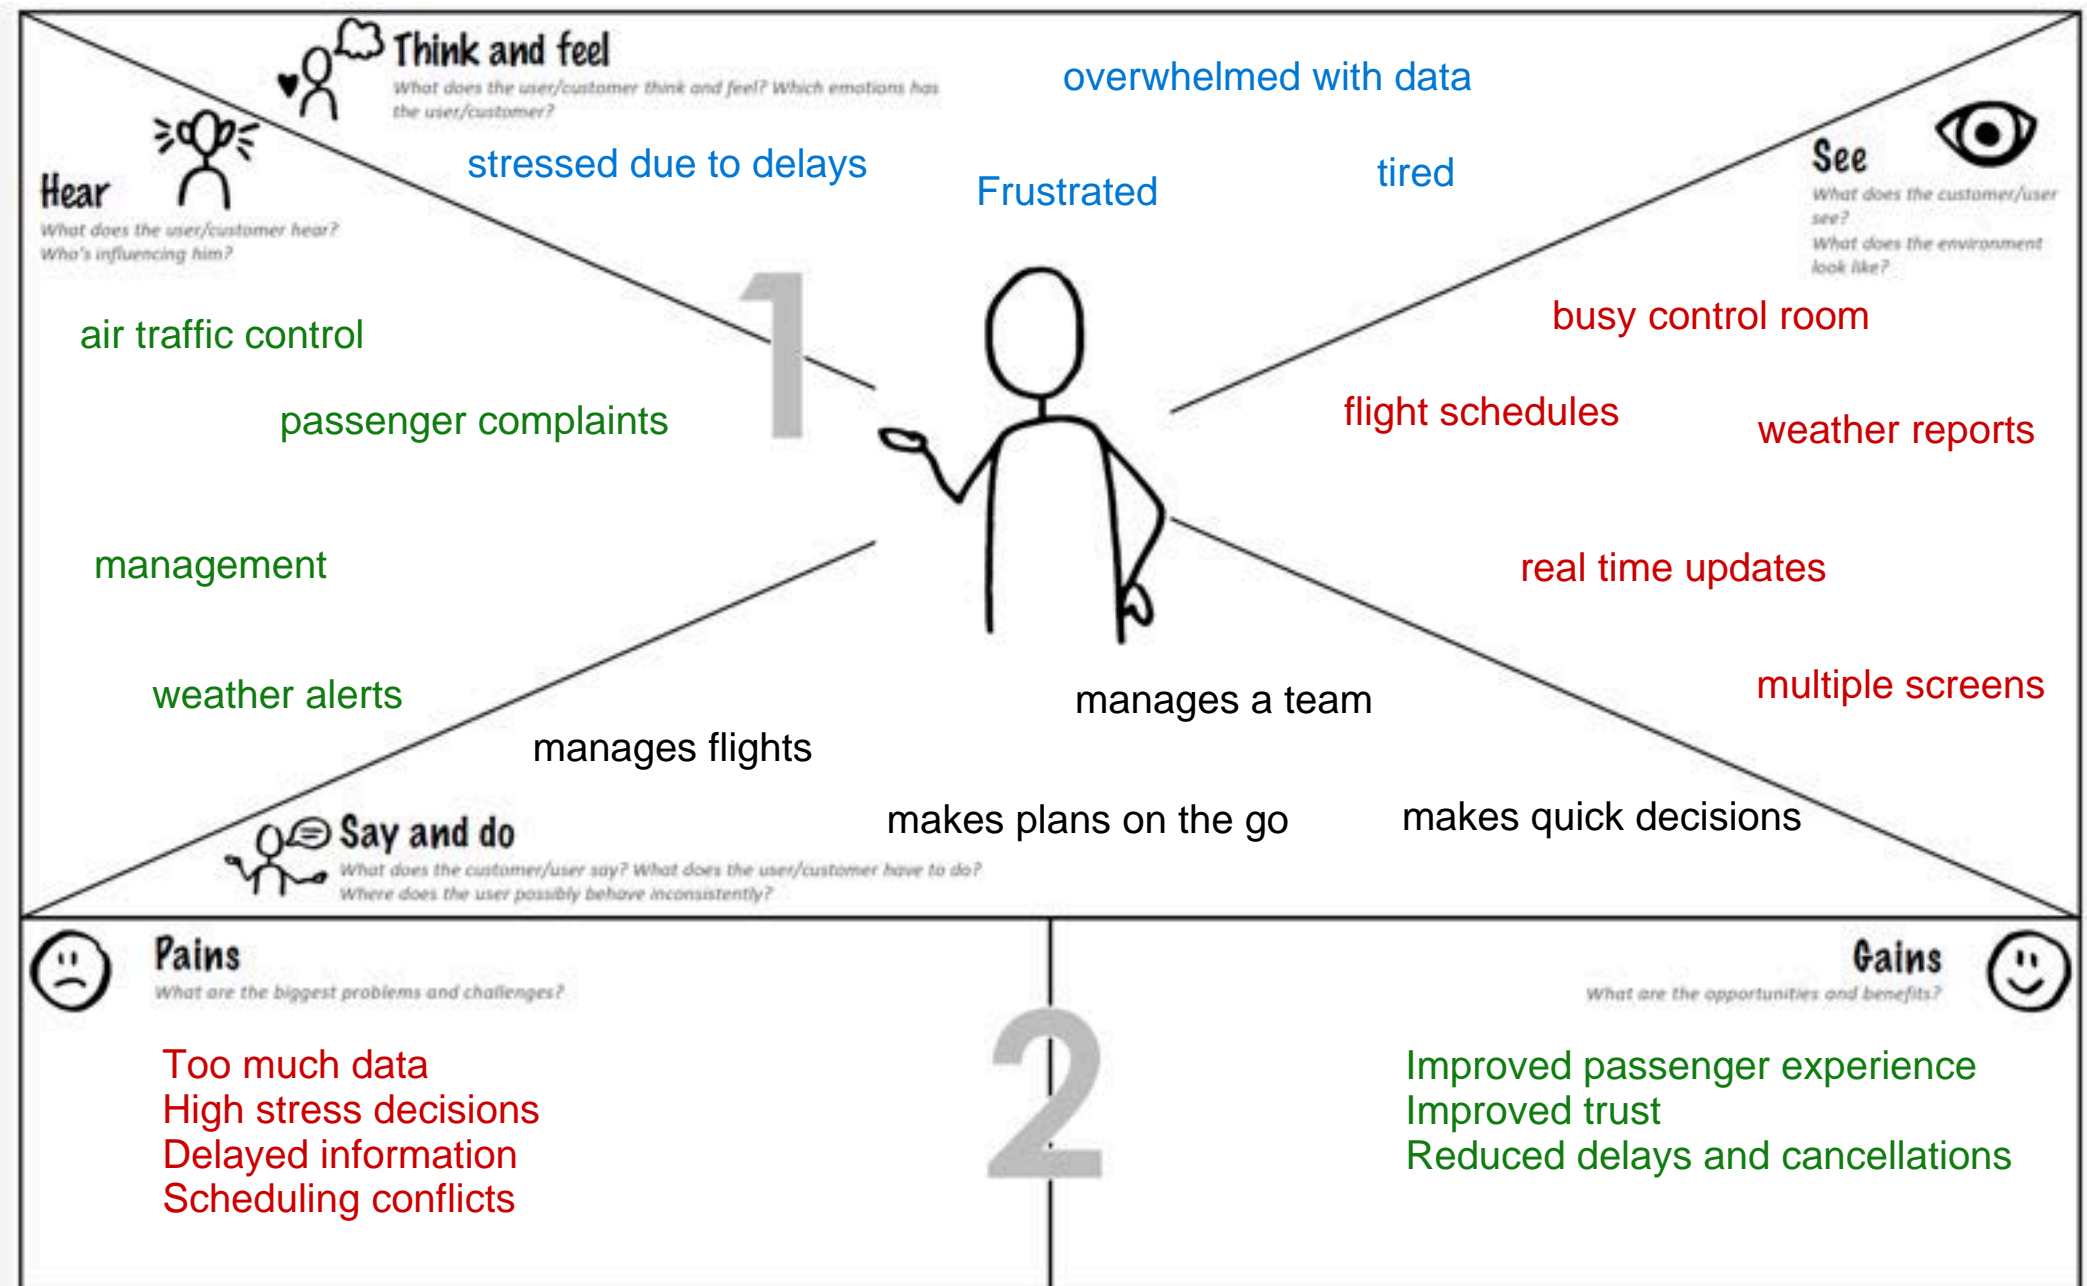 Think and feel
What does the user/customer think and feel? Which emotions has
the user/customer?
overwhelmed with data
stressed due to delays
Frustrated
tired
Hear
What does the user/customer hear?
Who's influencing him?
air traffic control
passenger complaints
management
weather alerts
1
See
What does the customer/user
see?
What does the environment
look like?
busy control room
flight schedules
weather reports
real time updates
multiple screens
manages a team
manages flights
makes plans on the go
makes quick decisions
Say and do
What does the customer/user say? What does the user/customer have to do?
Where does the user possibly behave inconsistently?
Pains
What are the biggest problems and challenges?
Too much data
High stress decisions
Delayed information
Scheduling conflicts
2
Gains
What are the opportunities and benefits?
Improved passenger experience
Improved trust
Reduced delays and cancellations